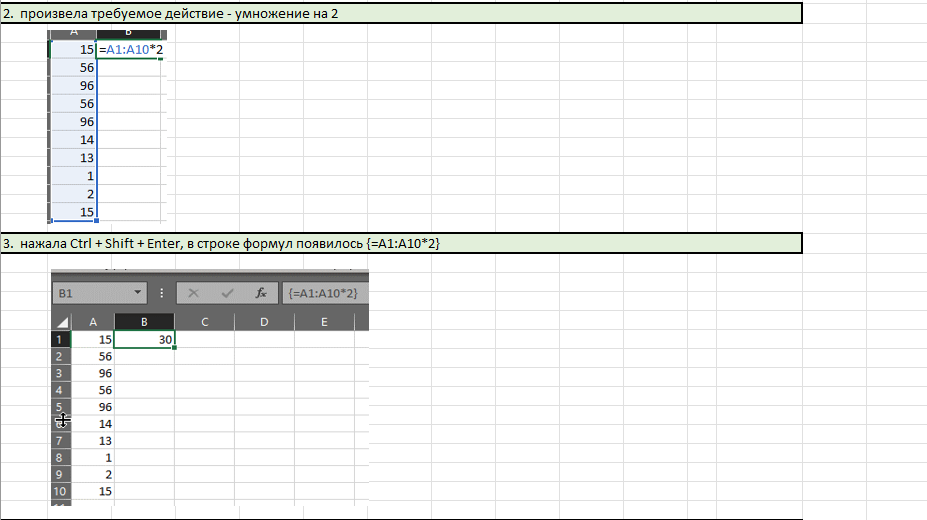 2. произвела требуемое действие - умножение на 2
A B
15 =A1:A10*2
56
96
56
96
14
13
1
2
15
3. нажала Ctrl + Shift + Enter, в строке формул появилось {=A1:A10*2}
B1 fx {=A1:A10*2}
A B C D E
1 15 30
2 56
3 96
4 56
5 96
6 14
7 13
8 1
9 2
10 15